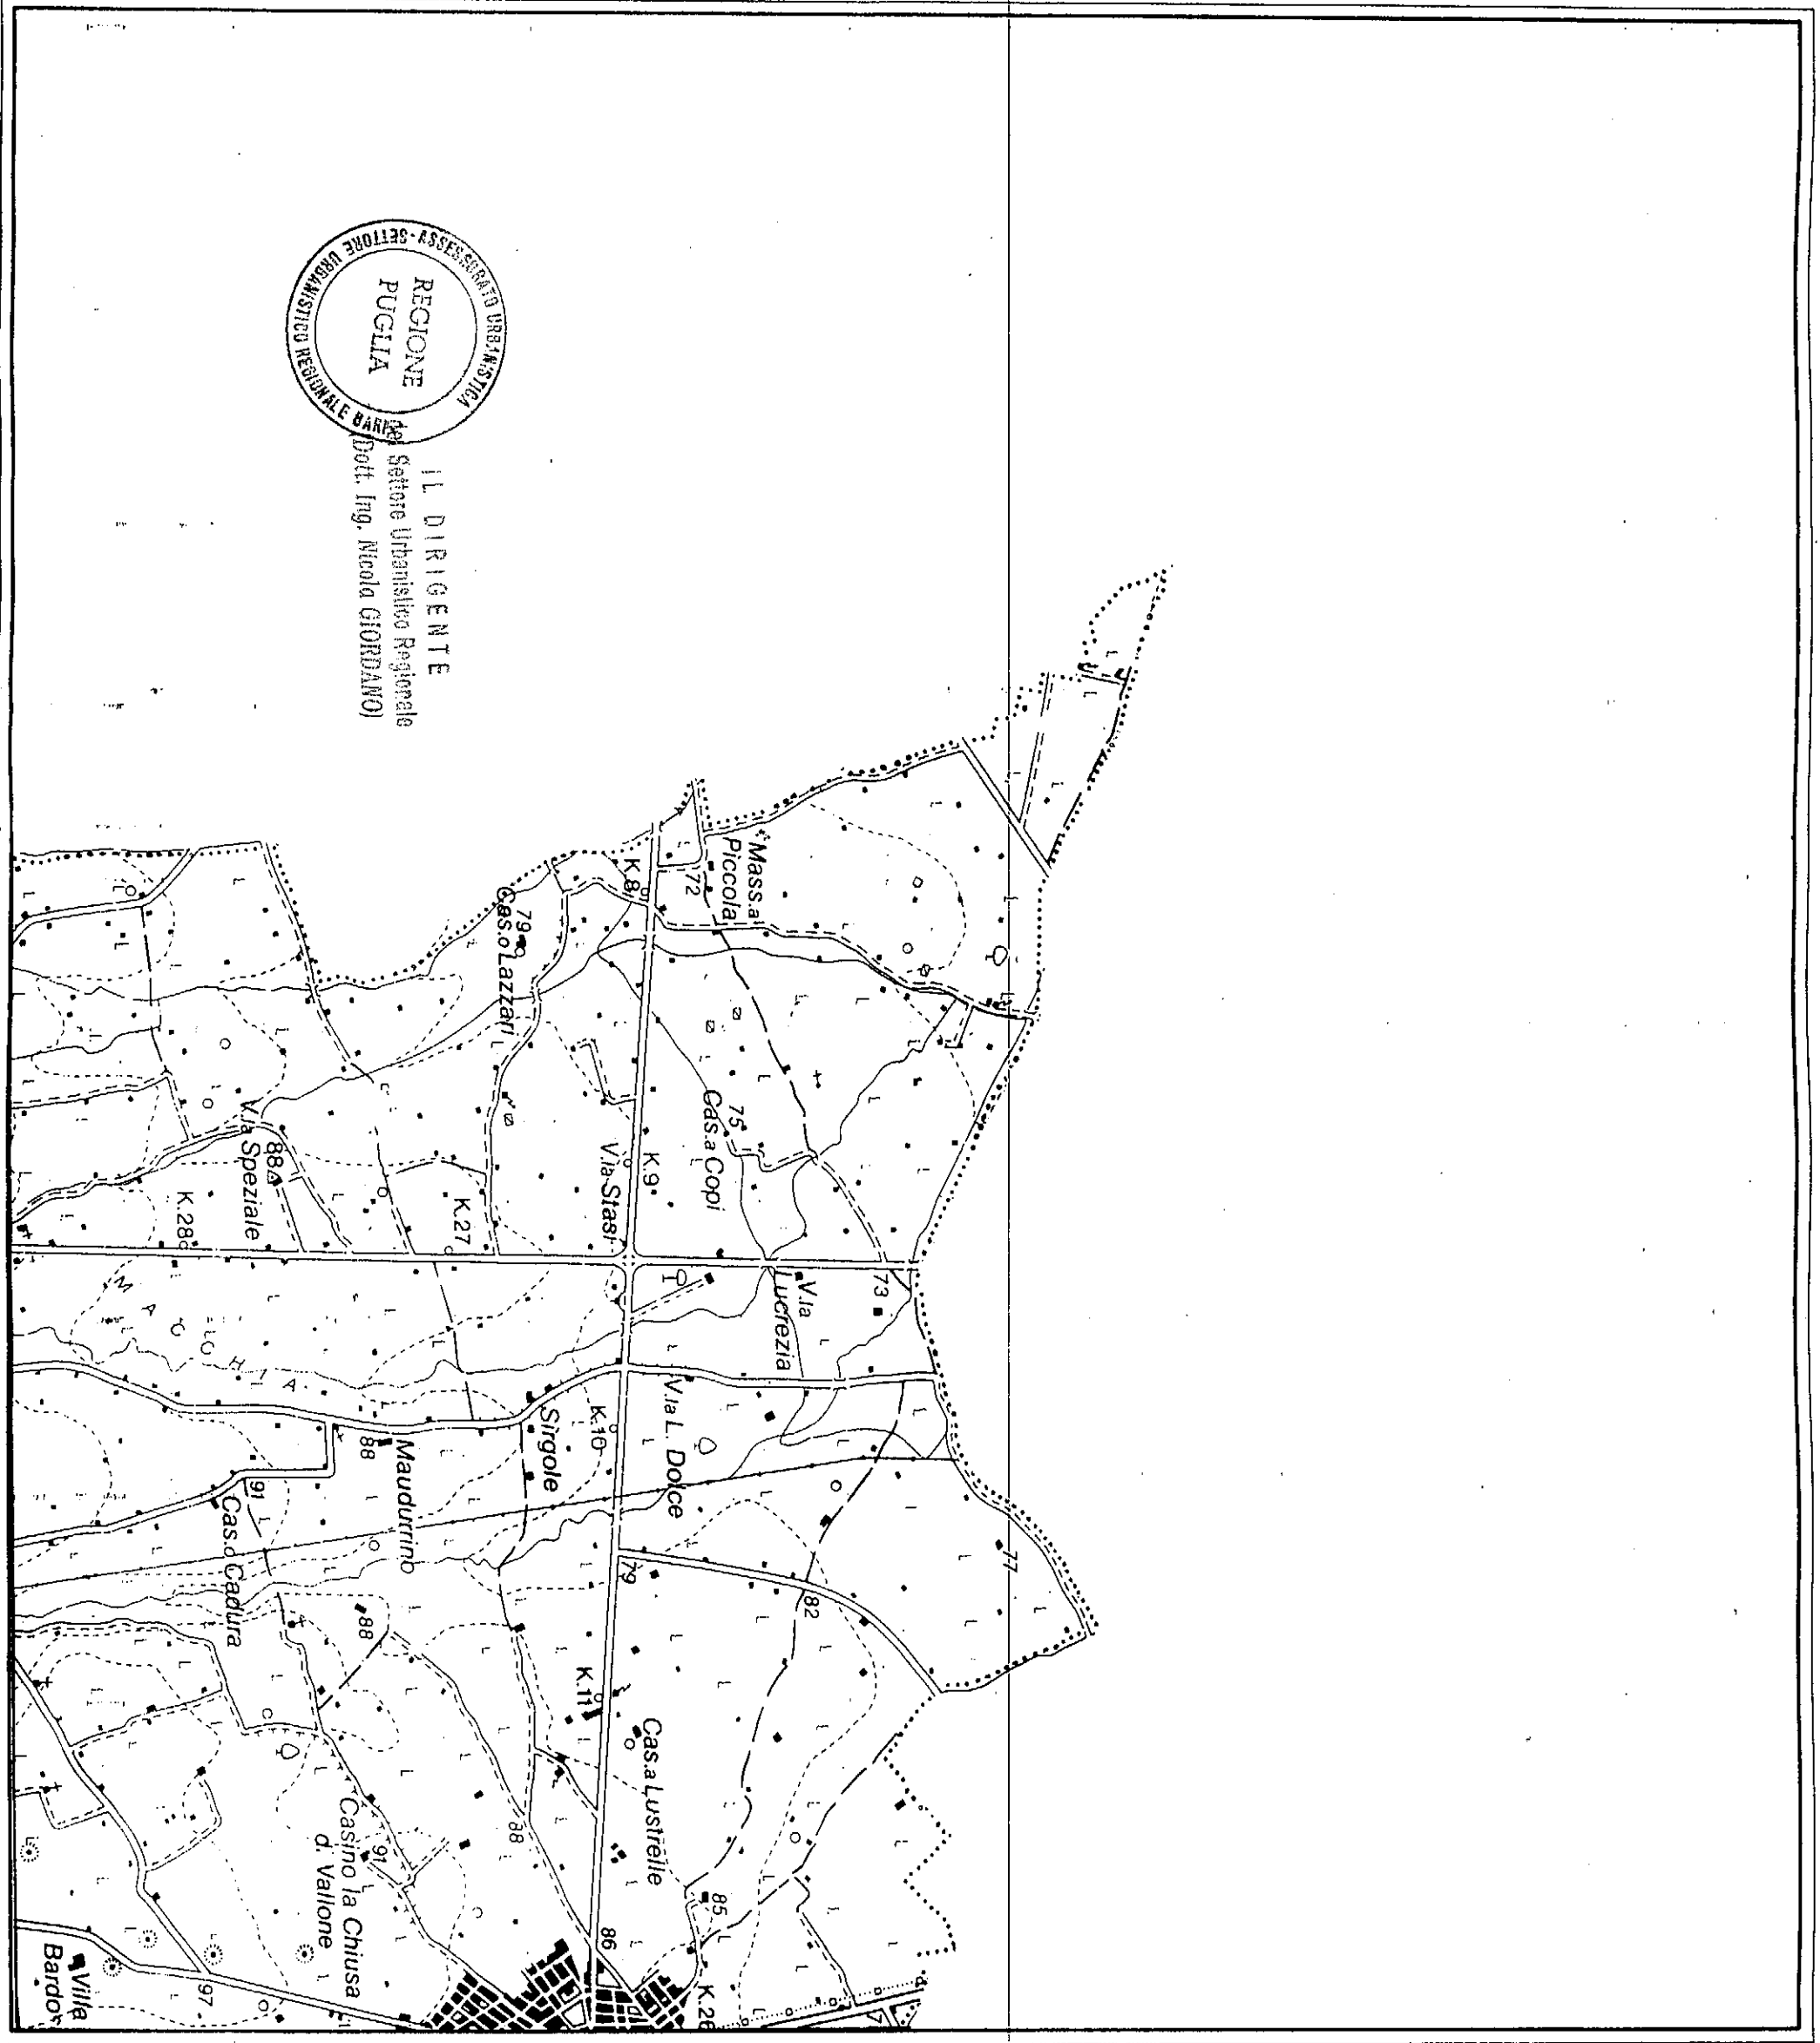 ASSESSORATO URBANISTICA
SETTORE URBANISTICO REGIONALE BARI
REGIONE
PUGLIA
IL DIRIGENTE
del Settore Urbanistico Regionale
(Dott. Ing. Nicola GIORDANO)
Mass.a
Piccola
72
K.8
79
Cas.o Lazzari
75
Cas.a Copi
K.9
V.la Stasi
88
V.la Speziale
K.28
K.27
73
V.la
Lucrezia
MACCHIA
V.la L. Dolce
K.10
Sirgole
Maudurrino
88
91
Cas.o Cadura
77
82
79
88
K.11
Cas.a Lustrelle
Casino la Chiusa
d. Vallone
91
88
85
86
K.26
97
Villa